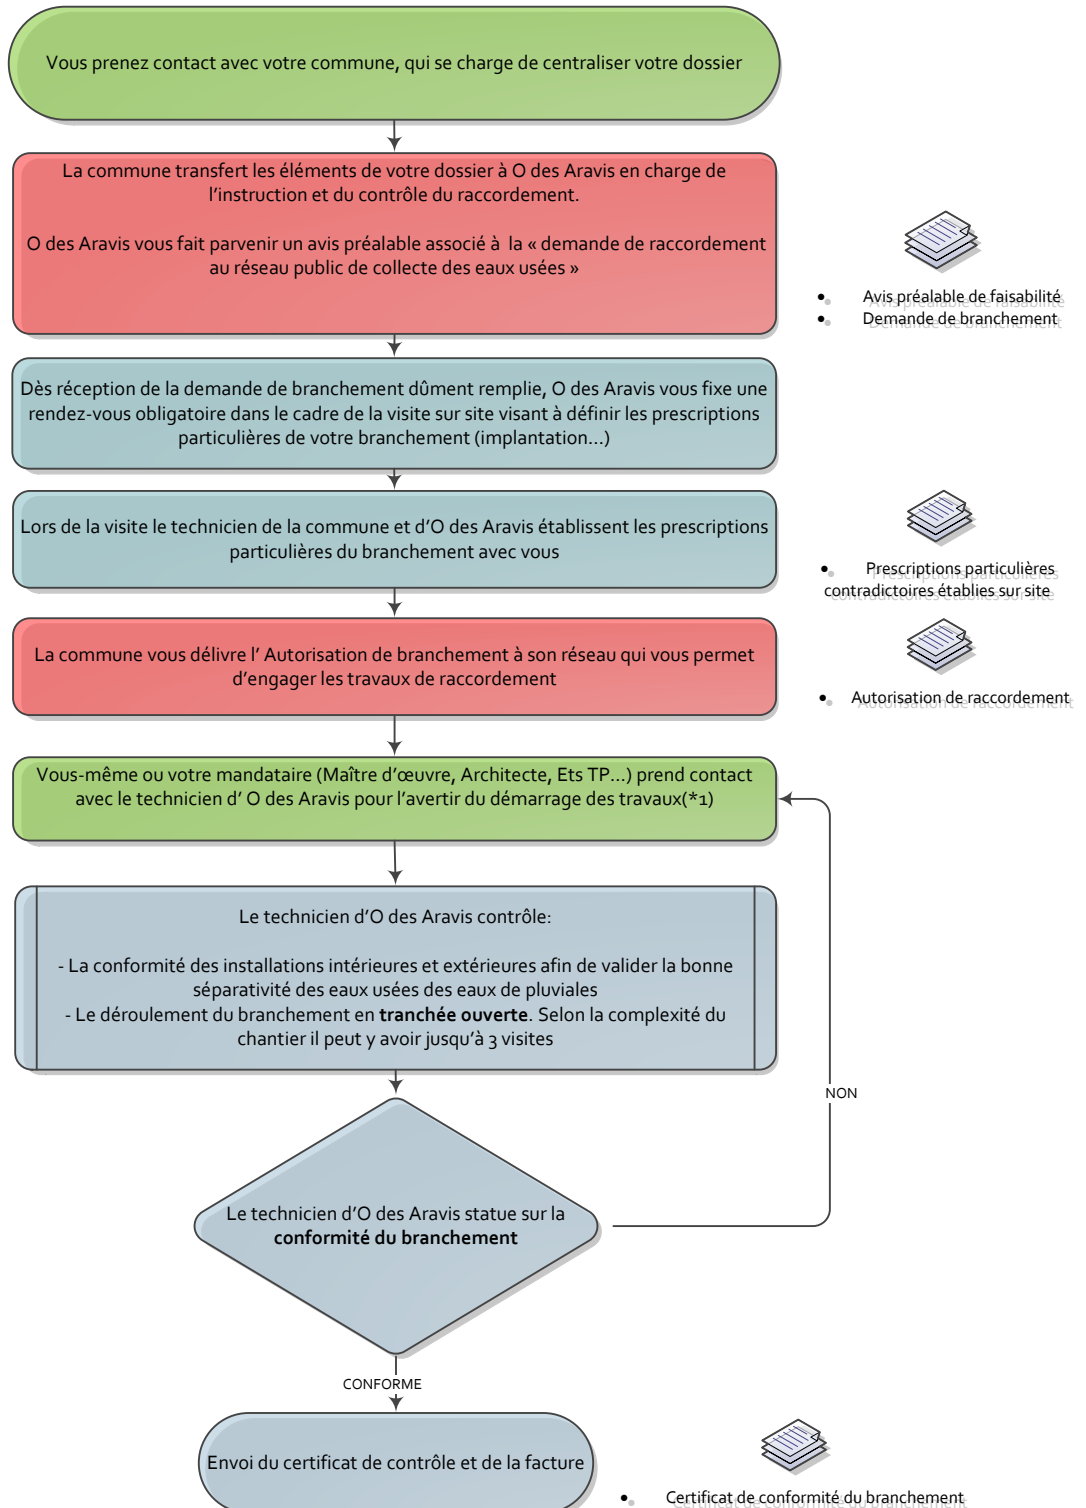 Vous prenez contact avec votre commune, qui se charge de centraliser votre dossier
La commune transfert les éléments de votre dossier à O des Aravis en charge de
l'instruction et du contrôle du raccordement.
O des Aravis vous fait parvenir un avis préalable associé à la « demande de raccordement
au réseau public de collecte des eaux usées »
• Avis préalable de faisabilité
• Demande de branchement
Dès réception de la demande de branchement dûment remplie, O des Aravis vous fixe une
rendez-vous obligatoire dans le cadre de la visite sur site visant à définir les prescriptions
particulières de votre branchement (implantation...)
Lors de la visite le technicien de la commune et d'O des Aravis établissent les prescriptions
particulières du branchement avec vous
• Prescriptions particulières
contradictoires établies sur site
La commune vous délivre l' Autorisation de branchement à son réseau qui vous permet
d'engager les travaux de raccordement
• Autorisation de raccordement
Vous-même ou votre mandataire (Maître d'œuvre, Architecte, Ets TP...) prend contact
avec le technicien d' O des Aravis pour l'avertir du démarrage des travaux(*1)
Le technicien d'O des Aravis contrôle:
- La conformité des installations intérieures et extérieures afin de valider la bonne
séparativité des eaux usées des eaux de pluviales
- Le déroulement du branchement en tranchée ouverte. Selon la complexité du
chantier il peut y avoir jusqu'à 3 visites
NON
Le technicien d'O des Aravis statue sur la
conformité du branchement
CONFORME
Envoi du certificat de contrôle et de la facture
• Certificat de conformité du branchement